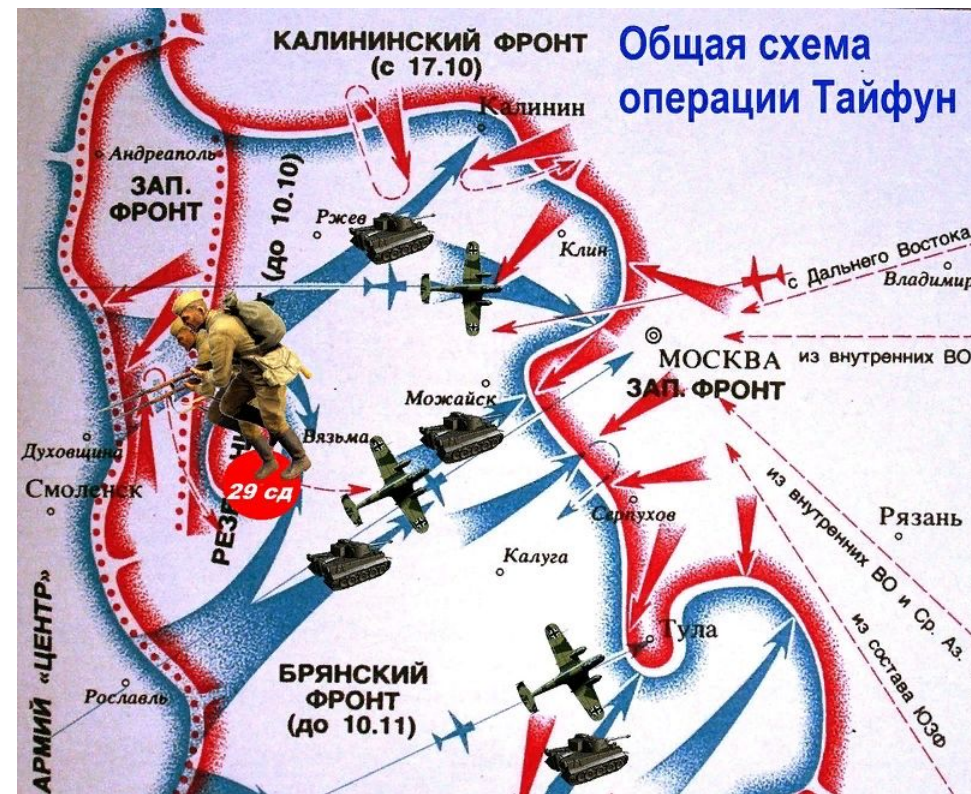 КАЛИНИНСКИЙ ФРОНТ
(с 17.10)
Общая схема
операции Тайфун
Калинин
Андреаполь
ЗАП.
ФРОНТ
(до 10.10)
Ржев
Клин
с Дальнего Востока
Владимир
МОСКВА
из внутренних ВО
ЗАП. ФРОНТ
Можайск
Вязьма
Духовщина
Смоленск
29 сд
РЕЗЕ
Серпухов
Рязань
Калуга
из внутренних ВО и Ср. Аз.
из состава ЮЗФ
Тула
БРЯНСКИЙ
ФРОНТ
(до 10.11)
Рославль
АРМИЙ «ЦЕНТР»